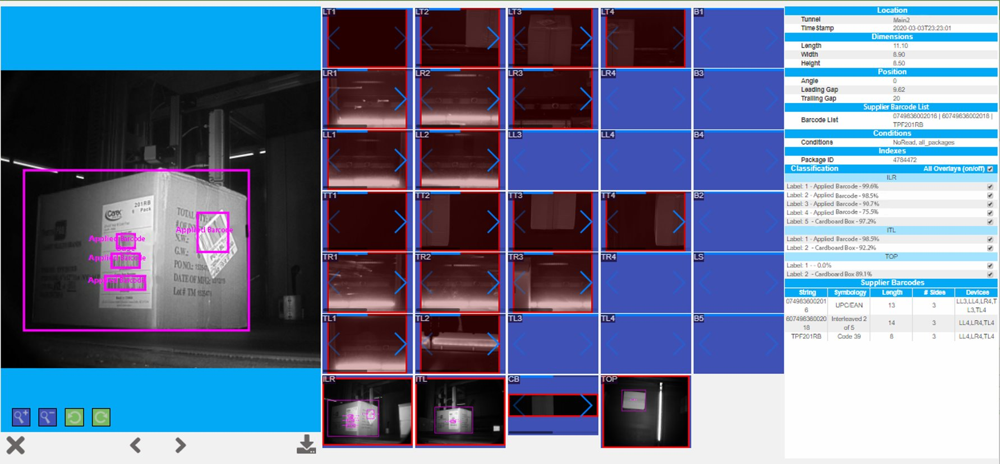 201RB
6 Pack
Carex
TOTAL
N.W.:
G.W.: 6
PO NO.:
DATE OF MFG:
Lot# TM
Applied Barcode
Applied Barcode
Applied Barcode
Applied Barcode
LT1
LT2
LT3
LT4
B1
LR1
LR2
LR3
LR4
B3
LL1
LL2
LL3
LL4
B4
TT1
TT2
TT3
TT4
B2
TR1
TR2
TR3
TR4
LS
TL1
TL2
TL3
TL4
B5
ILR
ITL
CB
TOP
Location
Tunnel Main2
Time Stamp 2020-03-03T23:23:01
Dimensions
Length 11.10
Width 8.90
Height 8.50
Position
Angle 0
Leading Gap 9.62
Trailing Gap 20
Supplier Barcode List
Barcode List 0749836002016 | 60749836002018 |
TPF201RB
Conditions
Conditions NoRead, all_packages
Indexes
Package ID 4784472
Classification All Overlays (on/off)
ILR
Label: 1 - Applied Barcode - 99.6%
Label: 2 - Applied Barcode - 98.5%
Label: 3 - Applied Barcode - 90.7%
Label: 4 - Applied Barcode - 75.5%
Label: 5 - Cardboard Box - 97.2%
ITL
Label: 1 - Applied Barcode - 98.5%
Label: 2 - Cardboard Box - 92.2%
TOP
Label: 1 - - 0.0%
Label: 2 - Cardboard Box 89.1%
Supplier Barcodes
String Symbology Length # Sides Devices
074983600201
6 UPC/EAN 13 3 LL3,LL4,LR4,T
L3,TL4
607498360020
18 Interleaved 2
of 5 14 3 LL4,LR4,TL4
TPF201RB Code 39 8 3 LL4,LR4,TL4